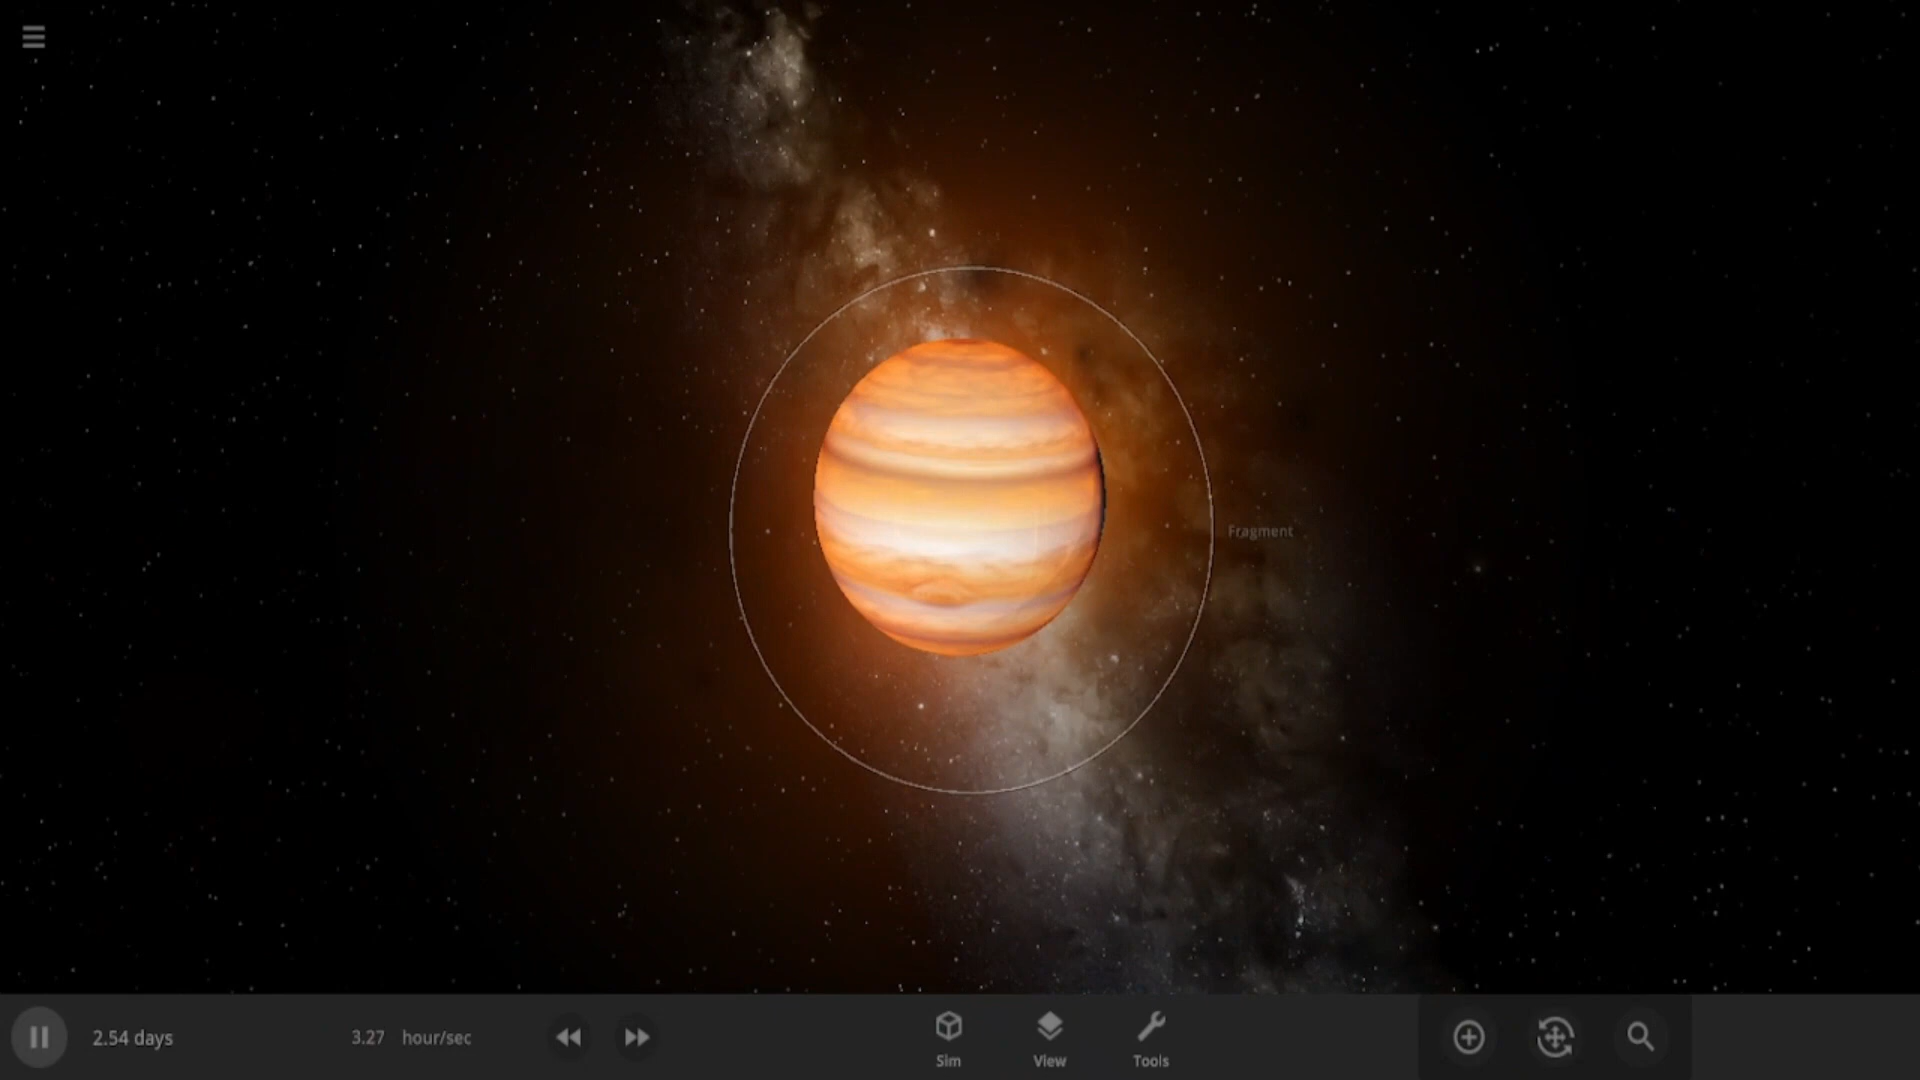 Fragment
2.54 days
3.27 hour/sec
Sim
View
Tools